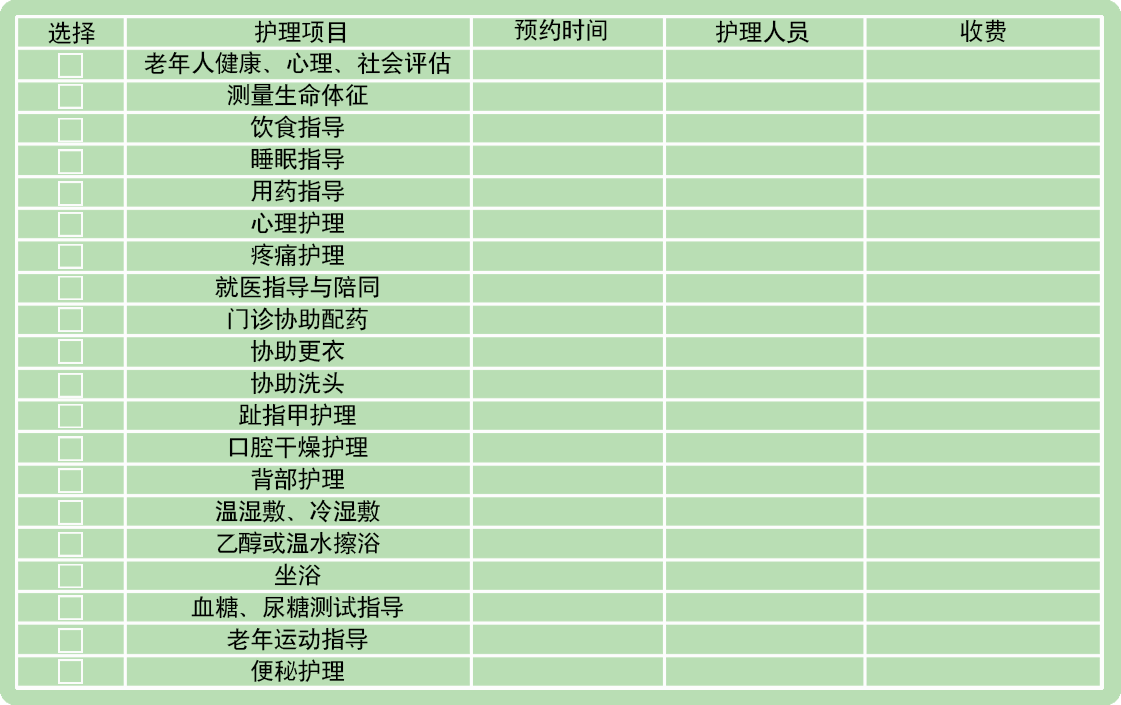 选择 护理项目 预约时间 护理人员 收费
老年人健康、心理、社会评估
测量生命体征
饮食指导
睡眠指导
用药指导
心理护理
疼痛护理
就医指导与陪同
门诊协助配药
协助更衣
协助洗头
趾指甲护理
口腔干燥护理
背部护理
温湿敷、冷湿敷
乙醇或温水擦浴
坐浴
血糖、尿糖测试指导
老年运动指导
便秘护理